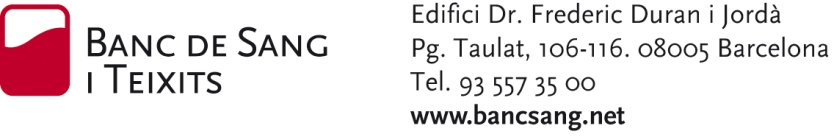 Banc de Sang
i Teixits
Edifici Dr. Frederic Duran i Jordà
Pg. Taulat, 106-116. 08005 Barcelona
Tel. 93 557 35 00
www.bancsang.net